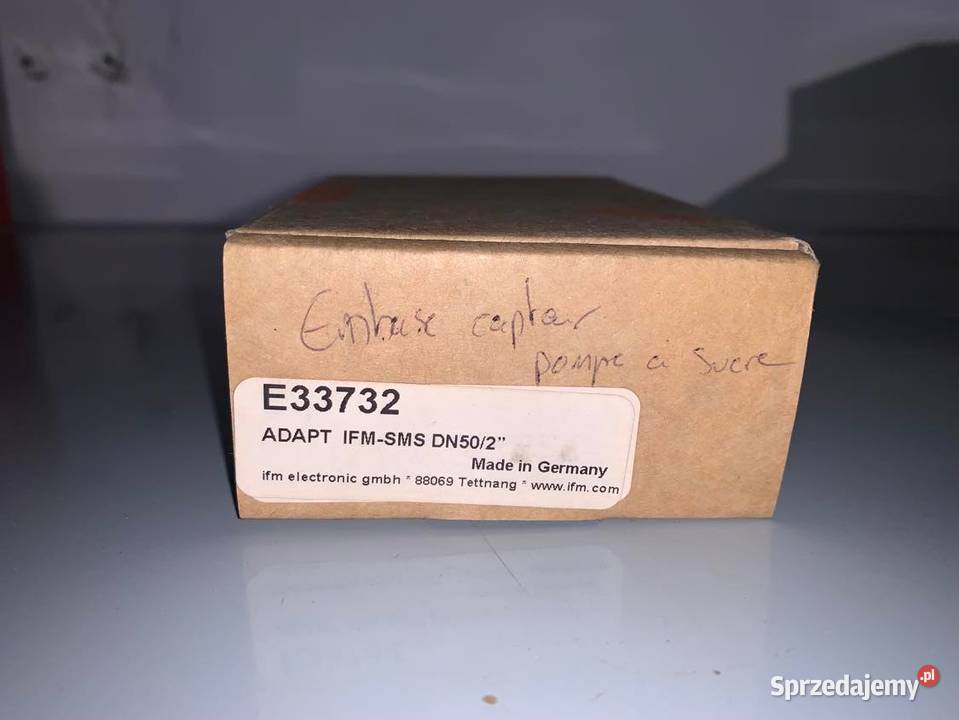 Embase capteur
pompe à sucre
E33732
ADAPT IFM-SMS DN50/2"
Made in Germany
ifm electronic gmbh * 88069 Tettnang * www.ifm.com
Sprzedajemy.pl